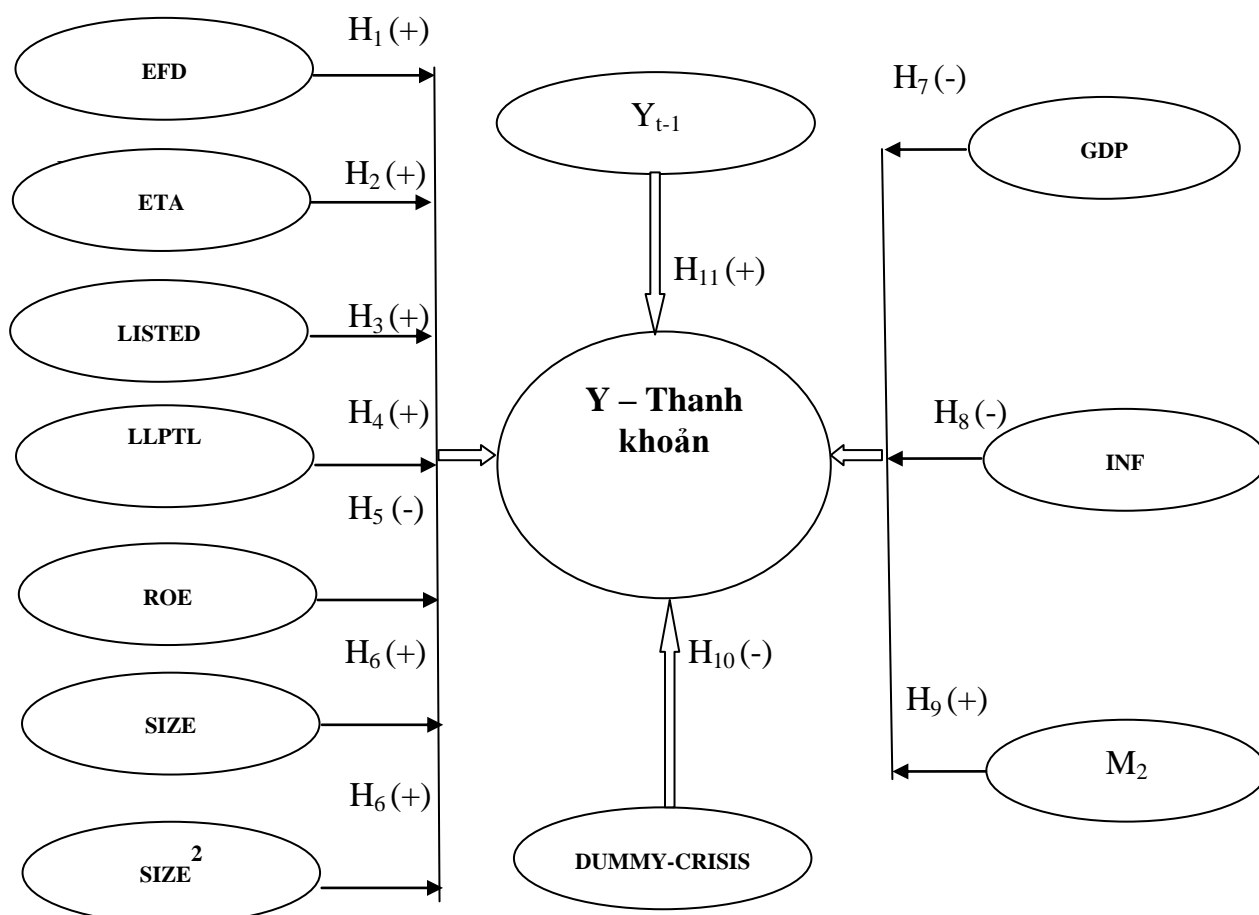 H₁ (+)
EFD
H₂ (+)
ETA
H₃ (+)
LISTED
H₄ (+)
LLPTL
H₅ (-)
ROE
H₆ (+)
SIZE
H₆ (+)
SIZE²
Yₜ₋₁
H₁₁ (+)
Y – Thanh
khoản
H₁₀ (-)
DUMMY-CRISIS
H₇ (-)
GDP
H₈ (-)
INF
H₉ (+)
M₂